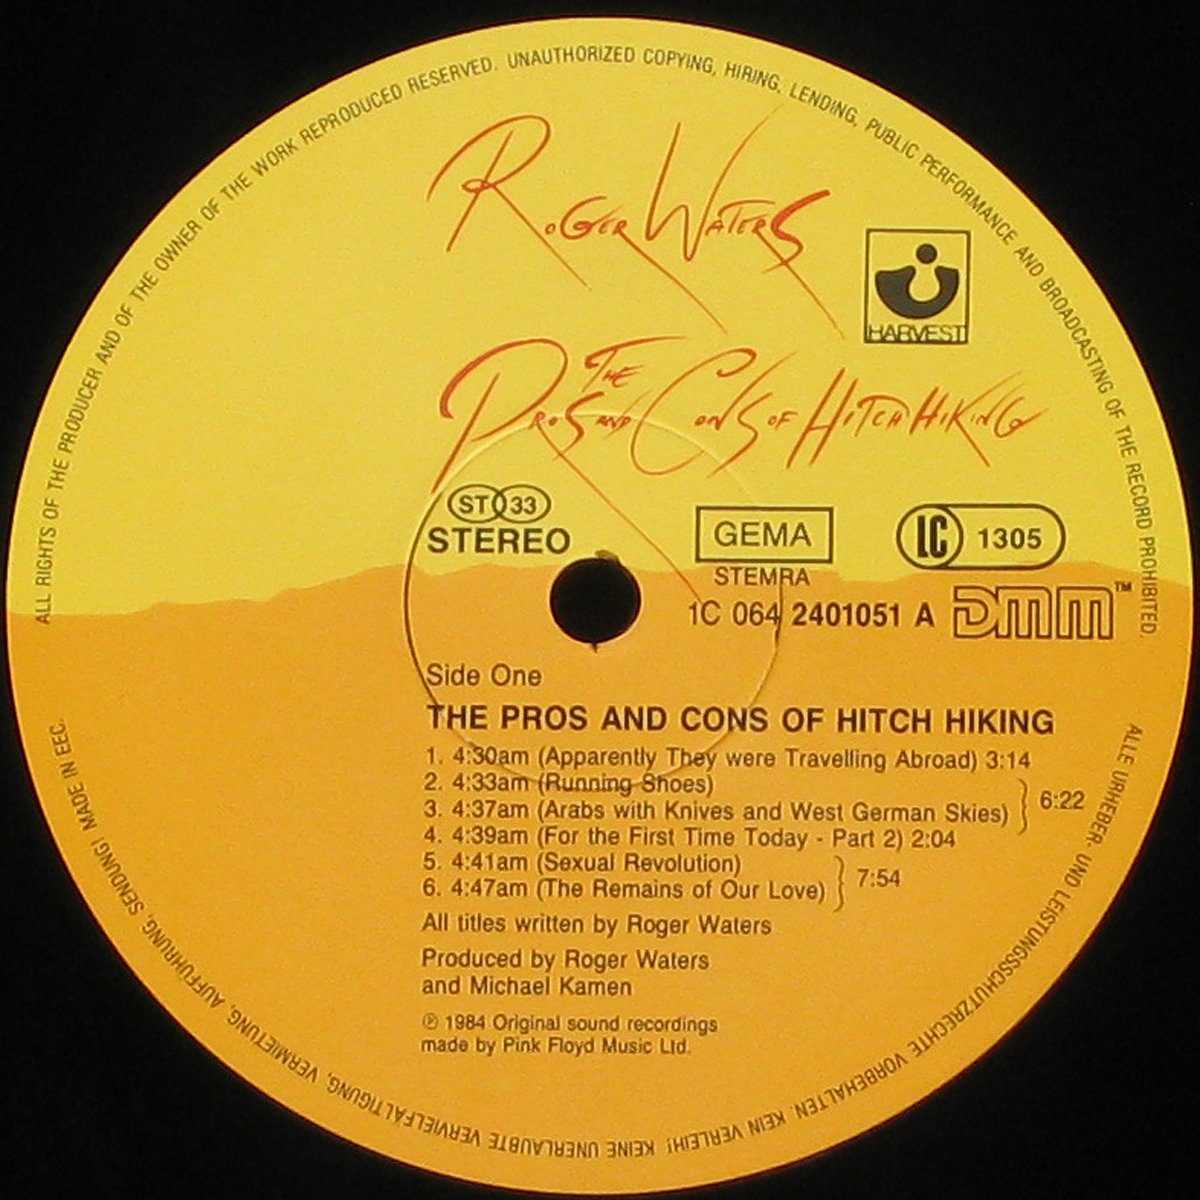 ALL RIGHTS OF THE PRODUCER AND OF THE OWNER OF THE WORK REPRODUCED RESERVED. UNAUTHORIZED COPYING, HIRING, LENDING, PUBLIC PERFORMANCE AND BROADCASTING OF THE RECORD PROHIBITED.
ROGER WATERS
HARVEST
THE
PROS AND CONS OF HITCH HIKING
ST 33
STEREO
GEMA
STEMRA
LC 1305
1C 064 2401051 A
DMM™
Side One
THE PROS AND CONS OF HITCH HIKING
1. 4:30am (Apparently They were Travelling Abroad) 3:14
2. 4:33am (Running Shoes)
3. 4:37am (Arabs with Knives and West German Skies) 6:22
4. 4:39am (For the First Time Today - Part 2) 2:04
5. 4:41am (Sexual Revolution)
6. 4:47am (The Remains of Our Love) 7:54
All titles written by Roger Waters
Produced by Roger Waters
and Michael Kamen
℗ 1984 Original sound recordings
made by Pink Floyd Music Ltd.
ALLE URHEBER- UND LEISTUNGSSCHUTZRECHTE VORBEHALTEN. KEIN VERLEIH! KEINE UNERLAUBTE VERVIELFÄLTIGUNG, VERMIETUNG, AUFFÜHRUNG, SENDUNG! MADE IN EEC.